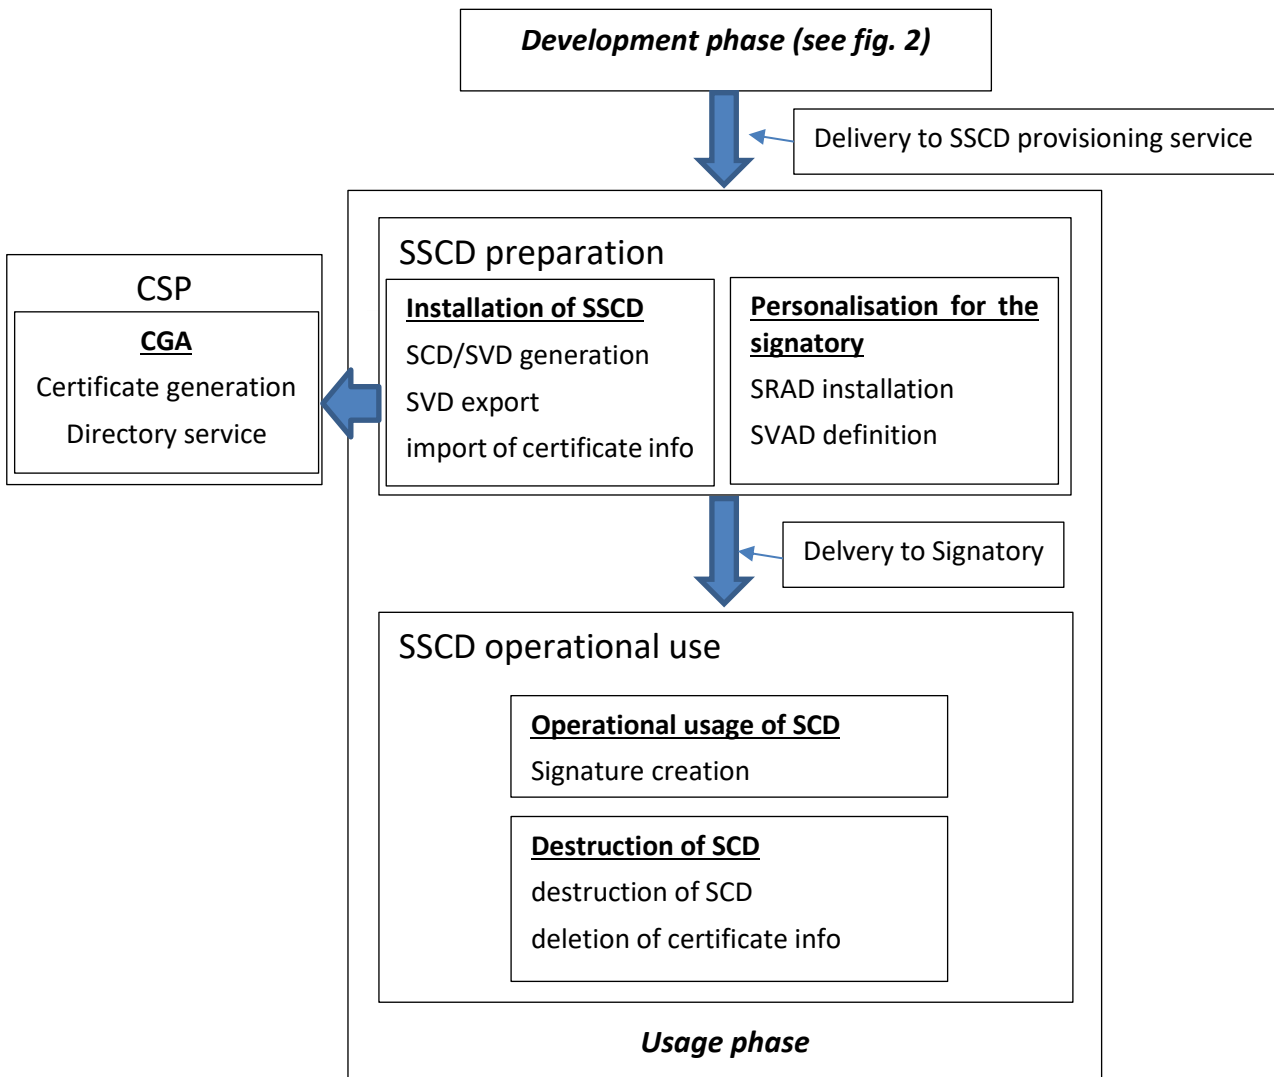 Development phase (see fig. 2)
Delivery to SSCD provisioning service
SSCD preparation
CSP
CGA
Certificate generation
Directory service
Installation of SSCD
SCD/SVD generation
SVD export
import of certificate info
Personalisation for the
signatory
SRAD installation
SVAD definition
Delvery to Signatory
SSCD operational use
Operational usage of SCD
Signature creation
Destruction of SCD
destruction of SCD
deletion of certificate info
Usage phase